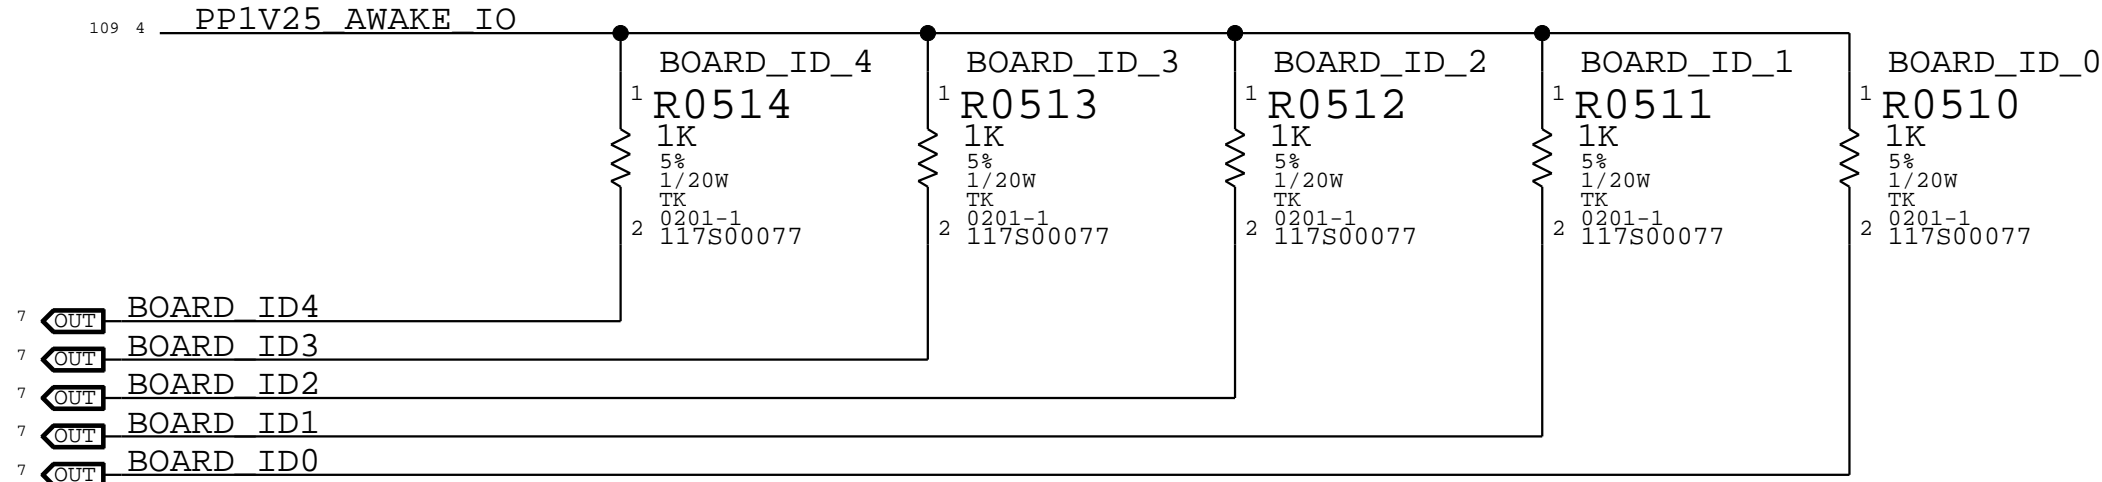 109 4 PP1V25_AWAKE_IO
BOARD_ID_4
1 R0514
1K
5%
1/20W
TK
0201-1
2 117S00077
BOARD_ID_3
1 R0513
1K
5%
1/20W
TK
0201-1
2 117S00077
BOARD_ID_2
1 R0512
1K
5%
1/20W
TK
0201-1
2 117S00077
BOARD_ID_1
1 R0511
1K
5%
1/20W
TK
0201-1
2 117S00077
BOARD_ID_0
1 R0510
1K
5%
1/20W
TK
0201-1
2 117S00077
7 OUT BOARD_ID4
7 OUT BOARD_ID3
7 OUT BOARD_ID2
7 OUT BOARD_ID1
7 OUT BOARD_ID0